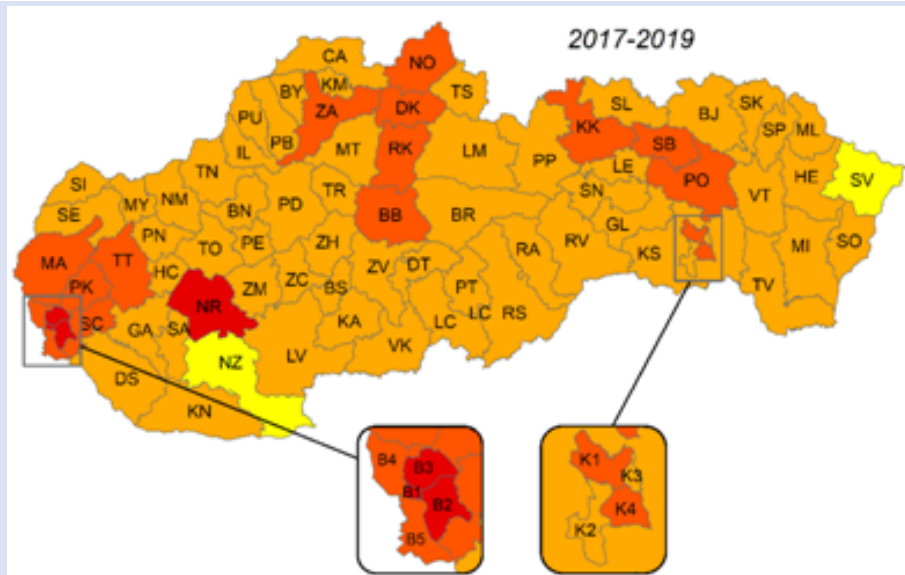 2017-2019
CA
NO
KM
TS
BY
ZA
DK
PU
PB
IL
RK
MT
LM
TN
KK
SL
BJ
SK
SP
ML
SB
PP
LE
PO
HE
SV
VT
SN
SI
MY
NM
SE
BN
PD
TR
BB
BR
GL
RV
RA
KS
MI
SO
TV
PN
TO
PE
ZH
MA
TT
HC
PK
NR
ZM
ZC
BS
ZV
DT
PT
LC
LC
RS
SC
GA
SA
KA
VK
LV
NZ
DS
KN
B4
B3
B1
B2
B5
K1
K3
K4
K2